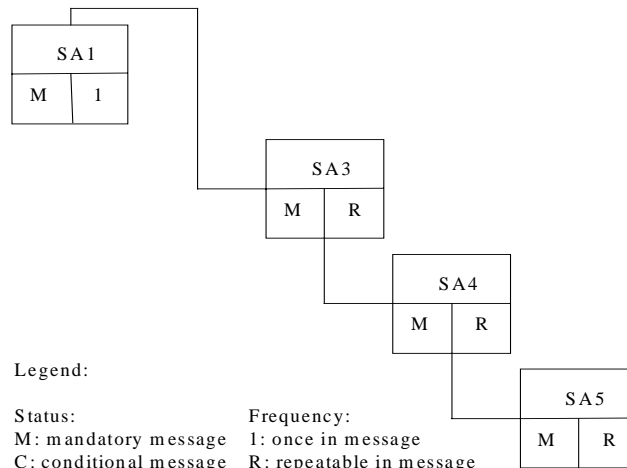 SA1
M 1
SA3
M R
SA4
M R
Legend:
SA5
Status: Frequency:
M: mandatory message 1: once in message
M R
C: conditional message R: repeatable in message